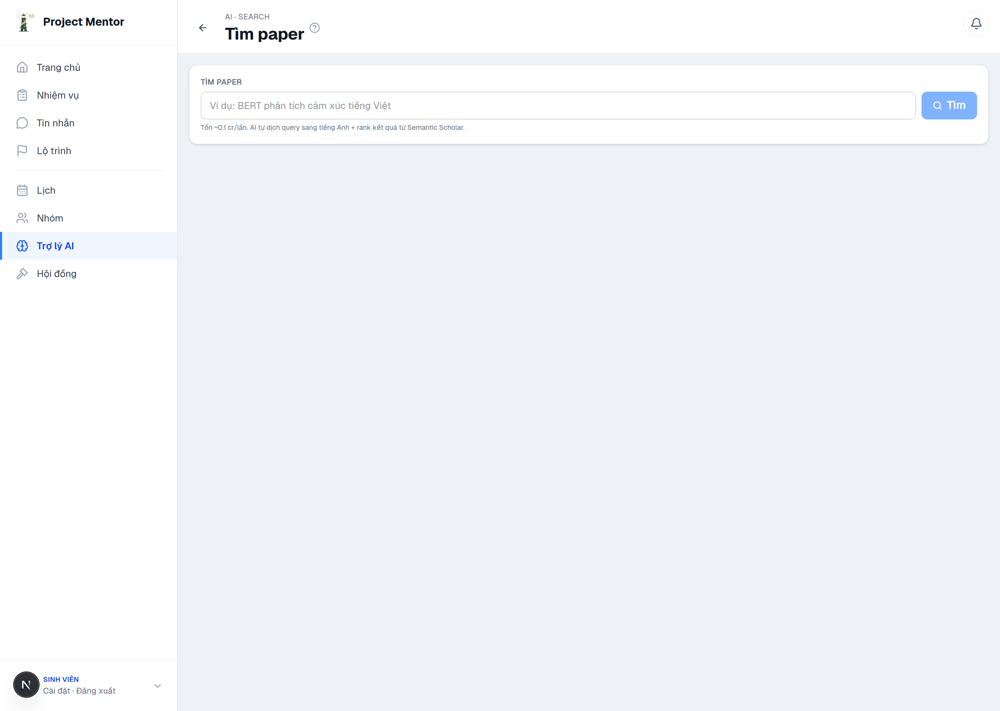 Project Mentor
Trang chủ
Nhiệm vụ
Tin nhắn
Lộ trình
Lịch
Nhóm
Trợ lý AI
Hội đồng
SINH VIÊN
Cài đặt · Đăng xuất
AI · SEARCH
Tìm paper
TÌM PAPER
Ví dụ: BERT phân tích cảm xúc tiếng Việt
Tìm
Tốn ~0.1 cr/lần. AI tự dịch query sang tiếng Anh + rank kết quả từ Semantic Scholar.